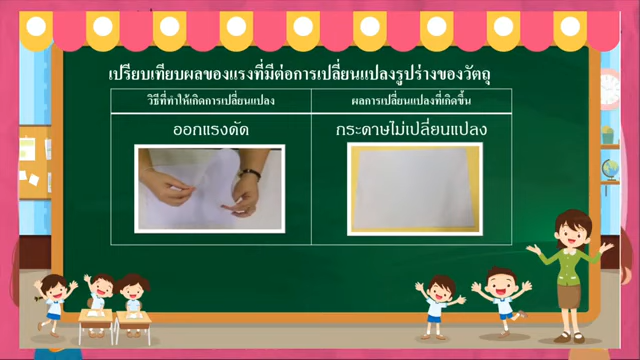 เปรียบเทียบผลของแรงที่มีต่อการเปลี่ยนแปลงรูปร่างของวัตถุ
วิธีที่ทำให้เกิดการเปลี่ยนแปลง ผลการเปลี่ยนแปลงที่เกิดขึ้น
ออกแรงดัด กระดาษไม่เปลี่ยนแปลง